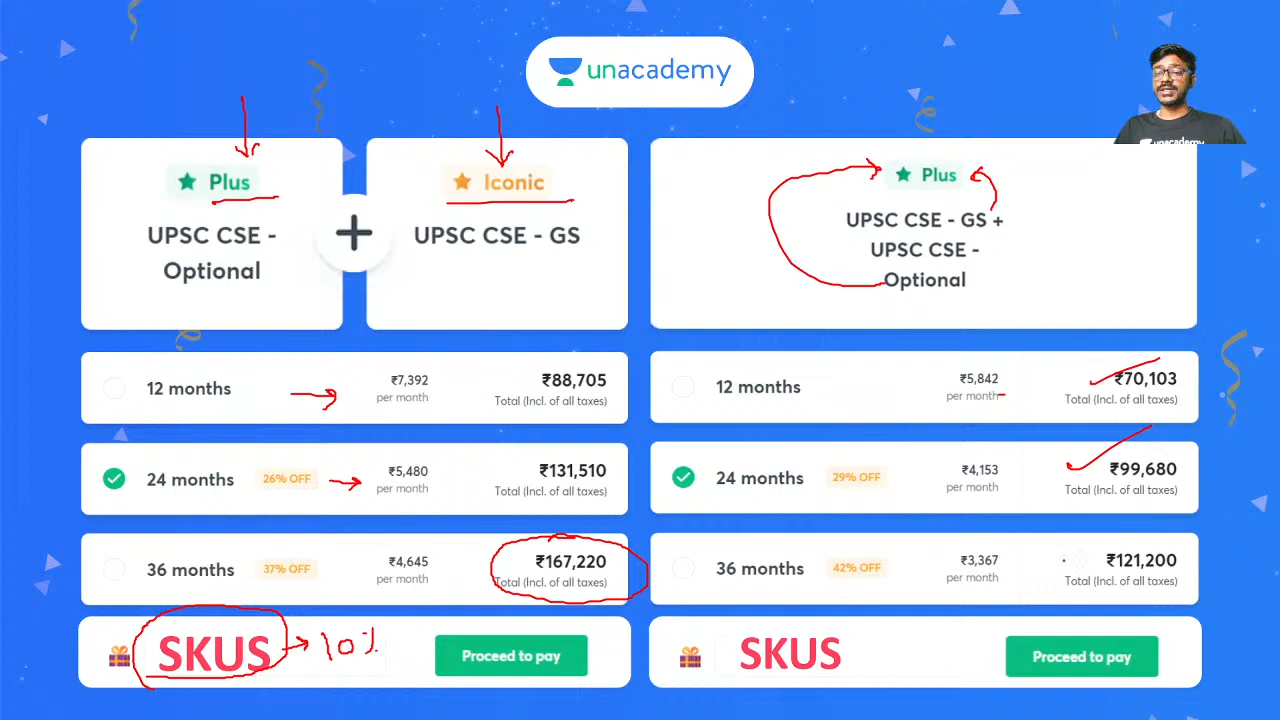 unacademy
unacademy
Plus
UPSC CSE -
Optional
+
Iconic
UPSC CSE - GS
Plus
UPSC CSE - GS +
UPSC CSE -
Optional
12 months
₹7,392
per month
₹88,705
Total (Incl. of all taxes)
24 months
26% OFF
₹5,480
per month
₹131,510
Total (Incl. of all taxes)
36 months
37% OFF
₹4,645
per month
₹167,220
Total (Incl. of all taxes)
SKUS
10%
Proceed to pay
12 months
₹5,842
per month
₹70,103
Total (Incl. of all taxes)
24 months
29% OFF
₹4,153
per month
₹99,680
Total (Incl. of all taxes)
36 months
42% OFF
₹3,367
per month
₹121,200
Total (Incl. of all taxes)
SKUS
Proceed to pay